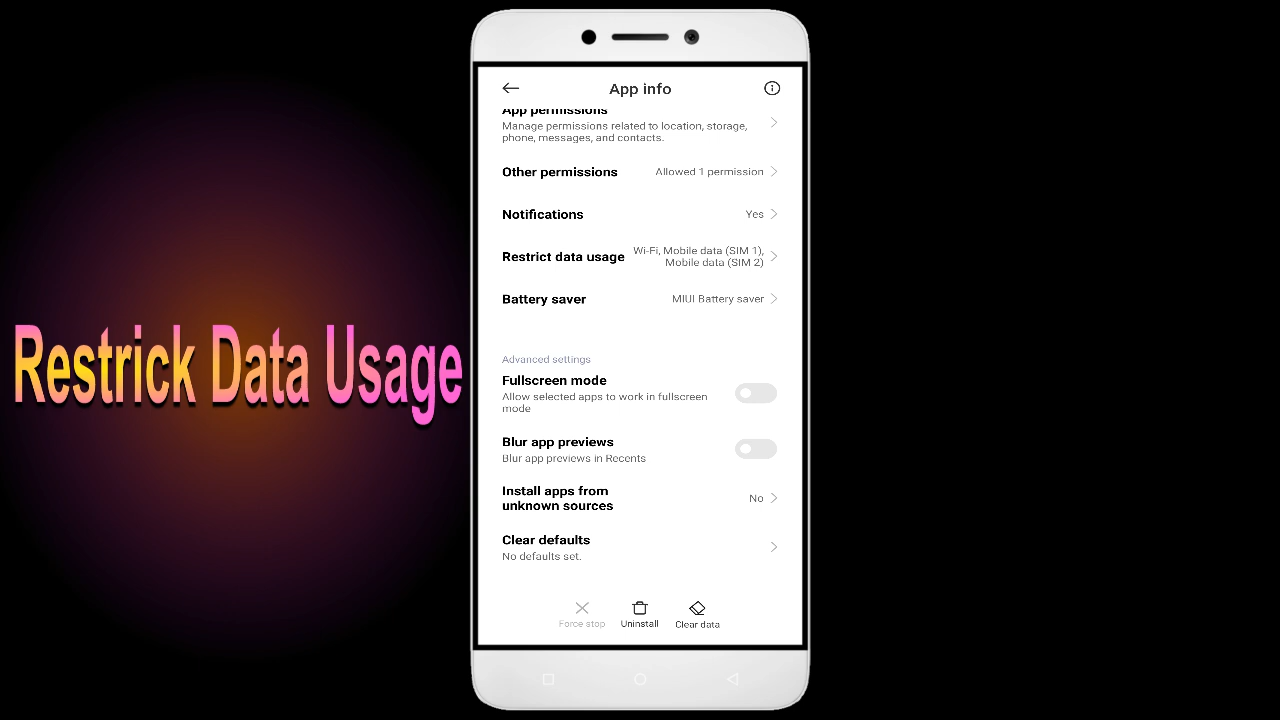 App info
App permissions
Manage permissions related to location, storage,
phone, messages, and contacts.
Other permissions
Allowed 1 permission
Notifications
Yes
Restrict data usage
Wi-Fi, Mobile data (SIM 1),
Mobile data (SIM 2)
Battery saver
MIUI Battery saver
Restrick Data Usage
Advanced settings
Fullscreen mode
Allow selected apps to work in fullscreen
mode
Blur app previews
Blur app previews in Recents
Install apps from
unknown sources
No
Clear defaults
No defaults set.
Force stop
Uninstall
Clear data